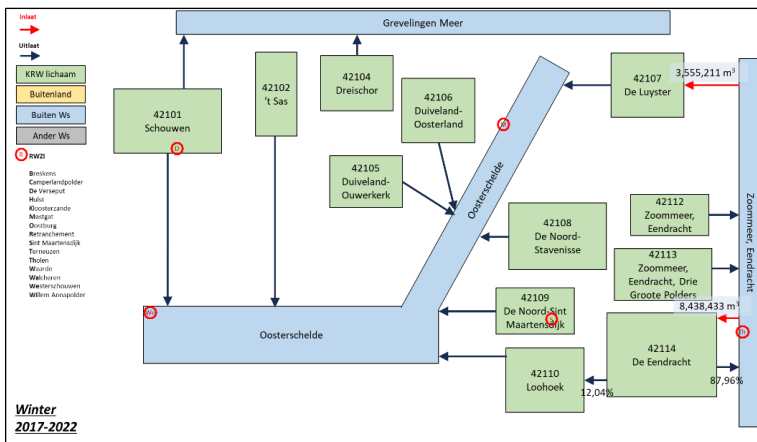 Inlaat
Uitlaat
KRW lichaam
Buitenland
Buiten Ws
Ander Ws
R RWZI
Breskens
Camperlandpolder
De Verseput
Hulst
Kloosterzande
Mastgat
Oostburg
Retranchement
Sint Maartensdijk
Terneuzen
Tholen
Waarde
Walcheren
Westerschouwen
Willem Annapolder
Grevelingen Meer
42101
Schouwen
D
42102
't Sas
42104
Dreischor
42106
Duiveland-
Oosterland
42105
Duiveland-
Ouwerkerk
Oosterschelde
42107
De Luyster
3,555,211 m³
42108
De Noord-
Stavenisse
42112
Zoommeer,
Eendracht
42113
Zoommeer,
Eendracht, Drie
Groote Polders
8,438,433 m³
Zoommeer, Eendracht
Th
We
Oosterschelde
42109
De Noord-Sint
Maartensdijk
S
42110
Loohoek
12,04%
42114
De Eendracht
87,96%
Winter
2017-2022